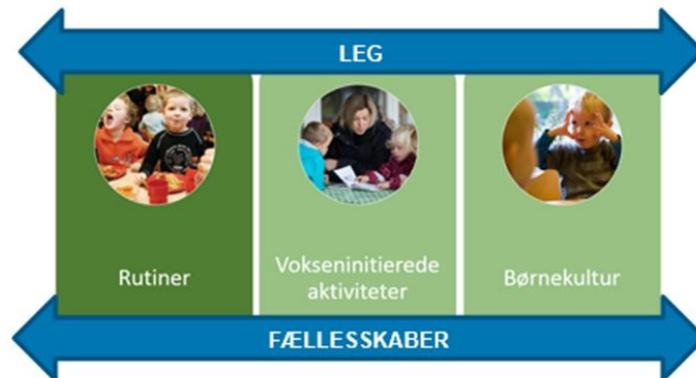 LEG
Rutiner
Vokseninitierede
aktiviteter
Børnekultur
FÆLLESSKABER